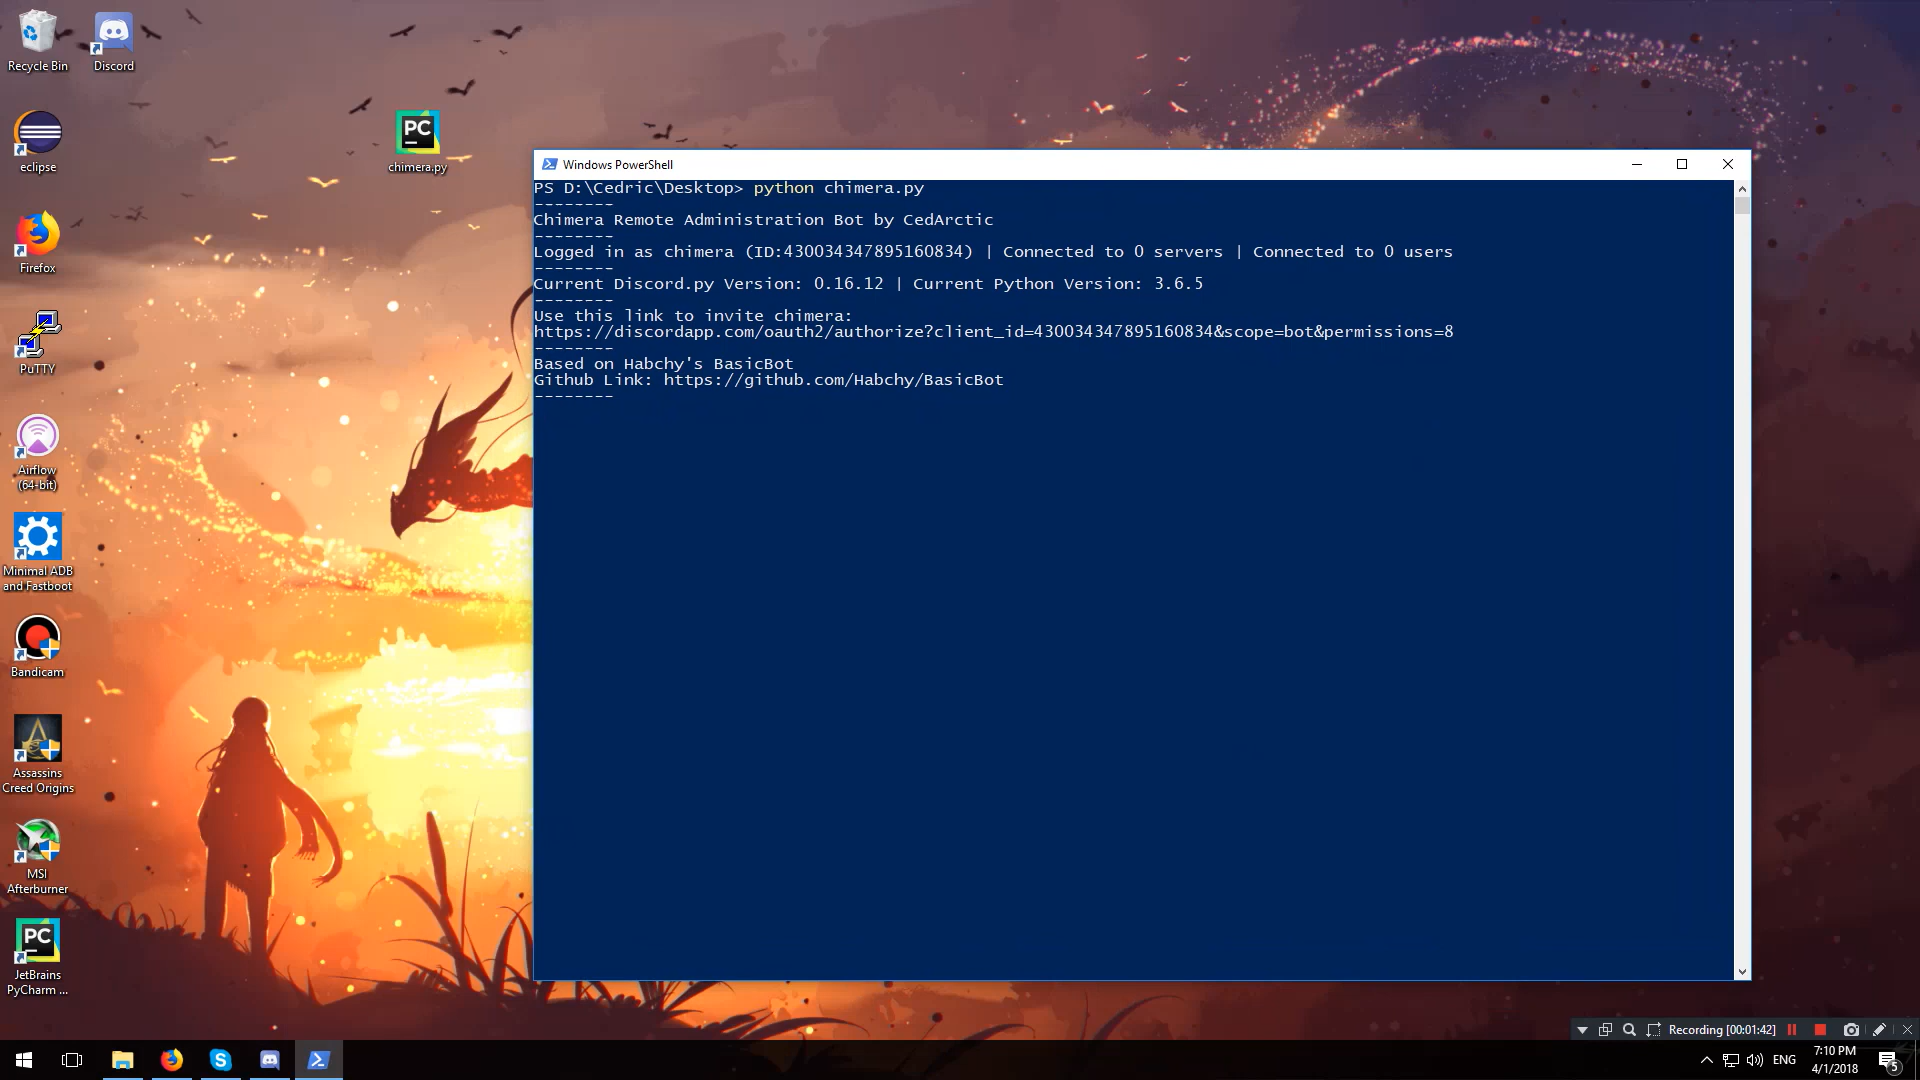 Recycle Bin
Discord
eclipse
chimera.py
Firefox
PuTTY
Airflow
(64-bit)
Minimal ADB
and Fastboot
Bandicam
Assassins
Creed Origins
MSI
Afterburner
PC
JetBrains
PyCharm ...
PC
Windows PowerShell
PS D:\Cedric\Desktop> python chimera.py
--------
Chimera Remote Administration Bot by CedArctic
--------
Logged in as chimera (ID:430034347895160834) | Connected to 0 servers | Connected to 0 users
--------
Current Discord.py Version: 0.16.12 | Current Python Version: 3.6.5
--------
Use this link to invite chimera:
https://discordapp.com/oauth2/authorize?client_id=430034347895160834&scope=bot&permissions=8
--------
Based on Habchy's BasicBot
Github Link: https://github.com/Habchy/BasicBot
--------
Recording [00:01:42]
ENG
7:10 PM
4/1/2018
5